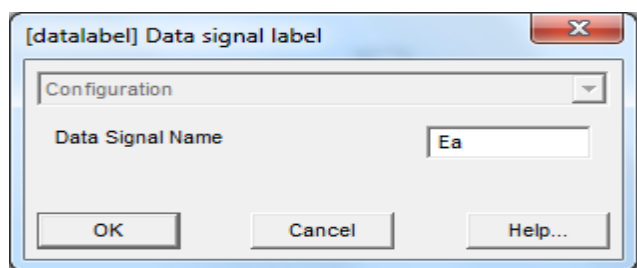 [datalabel] Data signal label
Configuration
Data Signal Name
Ea
OK
Cancel
Help...